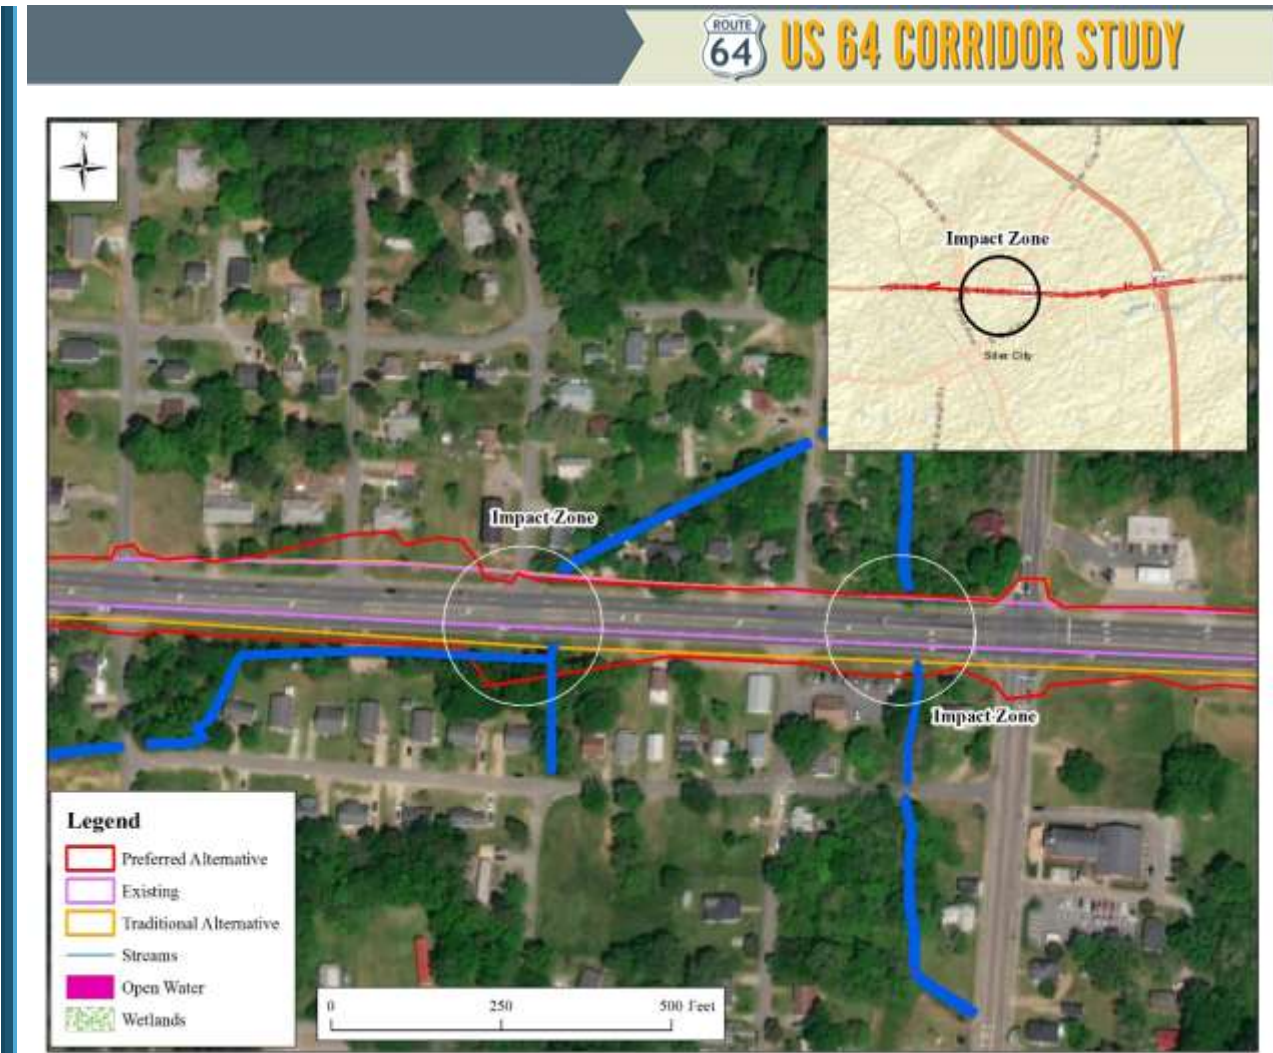 ROUTE
64
US 64 CORRIDOR STUDY
N
Impact Zone
Siler City
Impact Zone
Impact Zone
Legend
Preferred Alternative
Existing
Traditional Alternative
Streams
Open Water
Wetlands
0 250 500 Feet